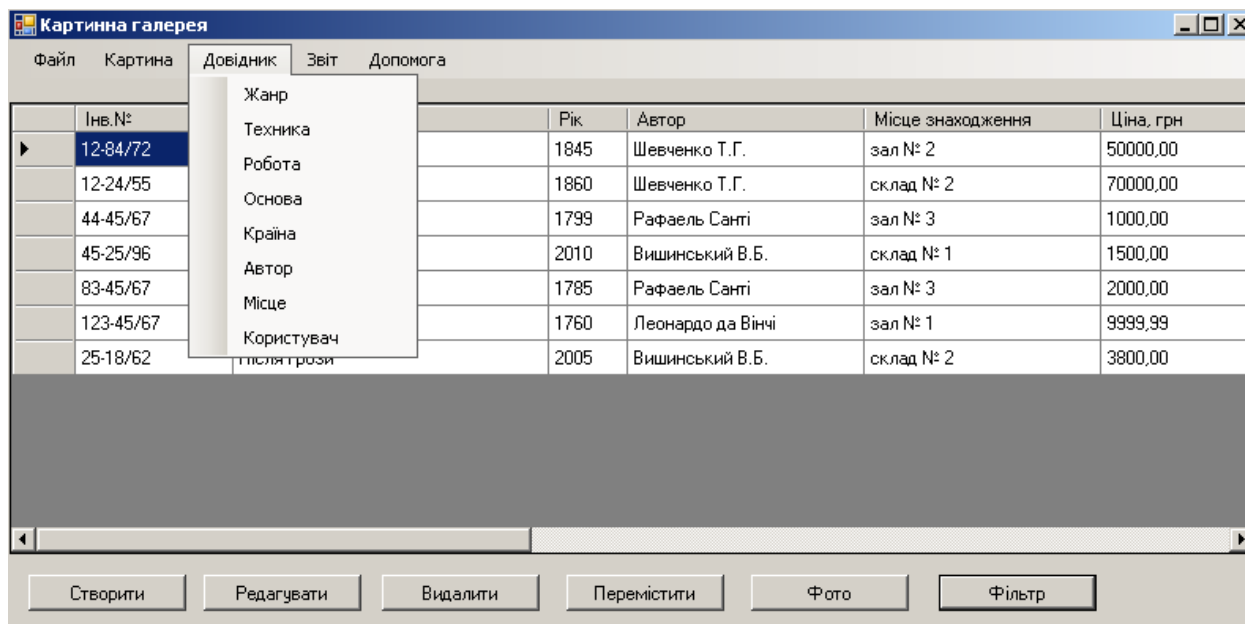 Картинна галерея
Файл Картина Довідник Звіт Допомога
Жанр
Техника
Робота
Основа
Країна
Автор
Місце
Користувач
Інв.№ Рік Автор Місце знаходження Ціна, грн
12-84/72 1845 Шевченко Т.Г. зал № 2 50000,00
12-24/55 1860 Шевченко Т.Г. склад № 2 70000,00
44-45/67 1799 Рафаель Санті зал № 3 1000,00
45-25/96 2010 Вишинський В.Б. склад № 1 1500,00
83-45/67 1785 Рафаель Санті зал № 3 2000,00
123-45/67 1760 Леонардо да Вінчі зал № 1 9999,99
25-18/62 Після грози 2005 Вишинський В.Б. склад № 2 3800,00
Створити Редагувати Видалити Перемістити Фото Фільтр